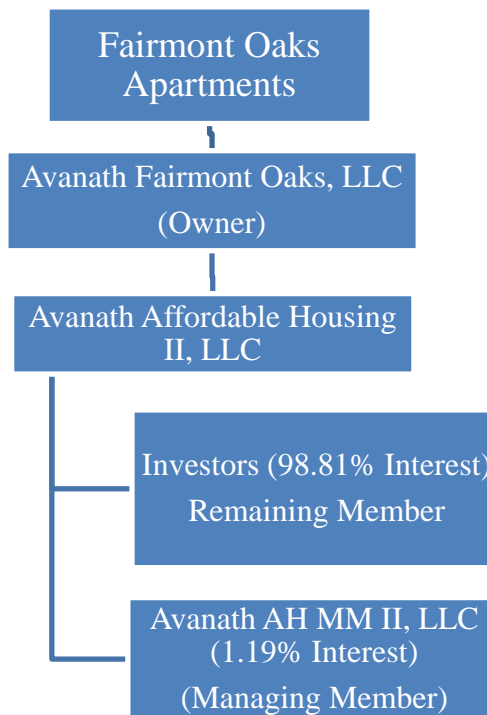 Fairmont Oaks
Apartments
Avanath Fairmont Oaks, LLC
(Owner)
Avanath Affordable Housing
II, LLC
Investors (98.81% Interest)
Remaining Member
Avanath AH MM II, LLC
(1.19% Interest)
(Managing Member)